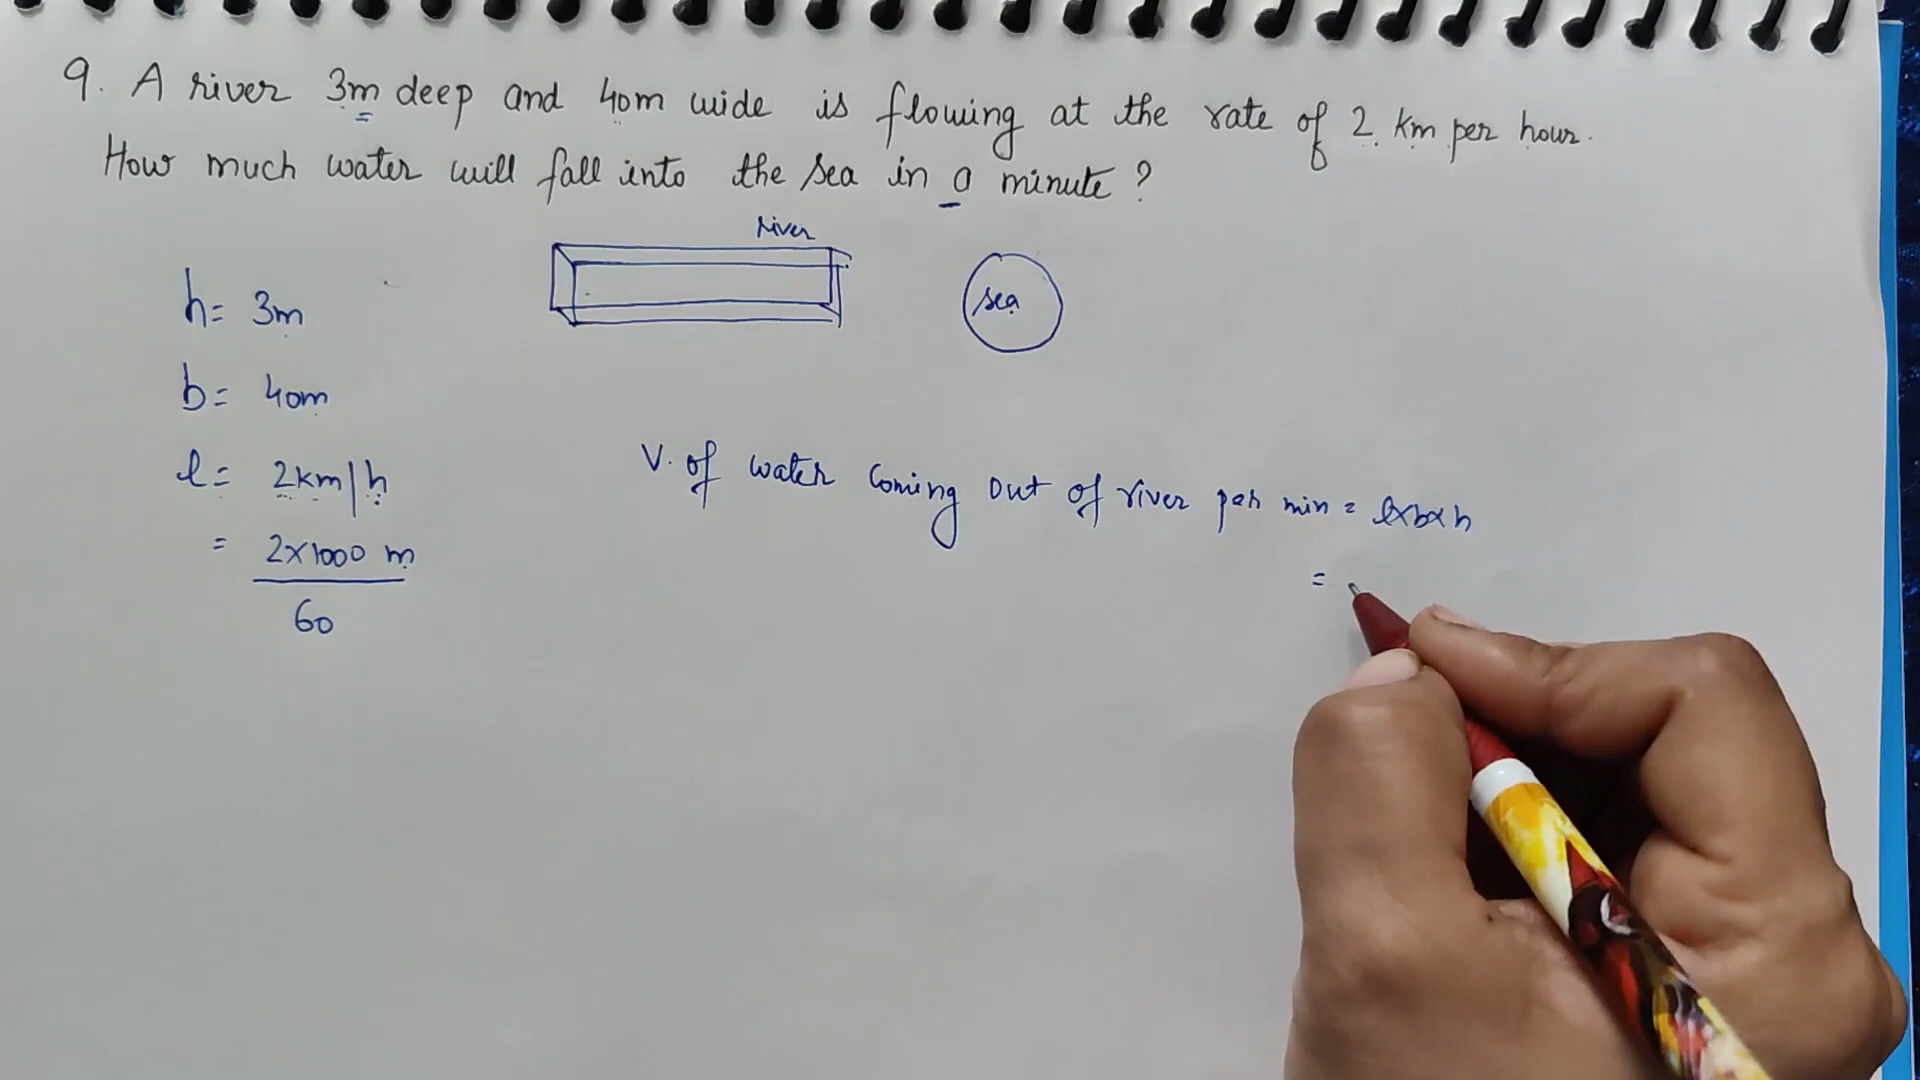 9. A river 3m deep and 40m wide is flowing at the rate of 2 km per hour.
How much water will fall into the sea in a minute?
river
sea
h= 3m
b= 40m
l= 2km/h
= 2×1000 m
60
V. of water coming out of river per min = l×b×h
=